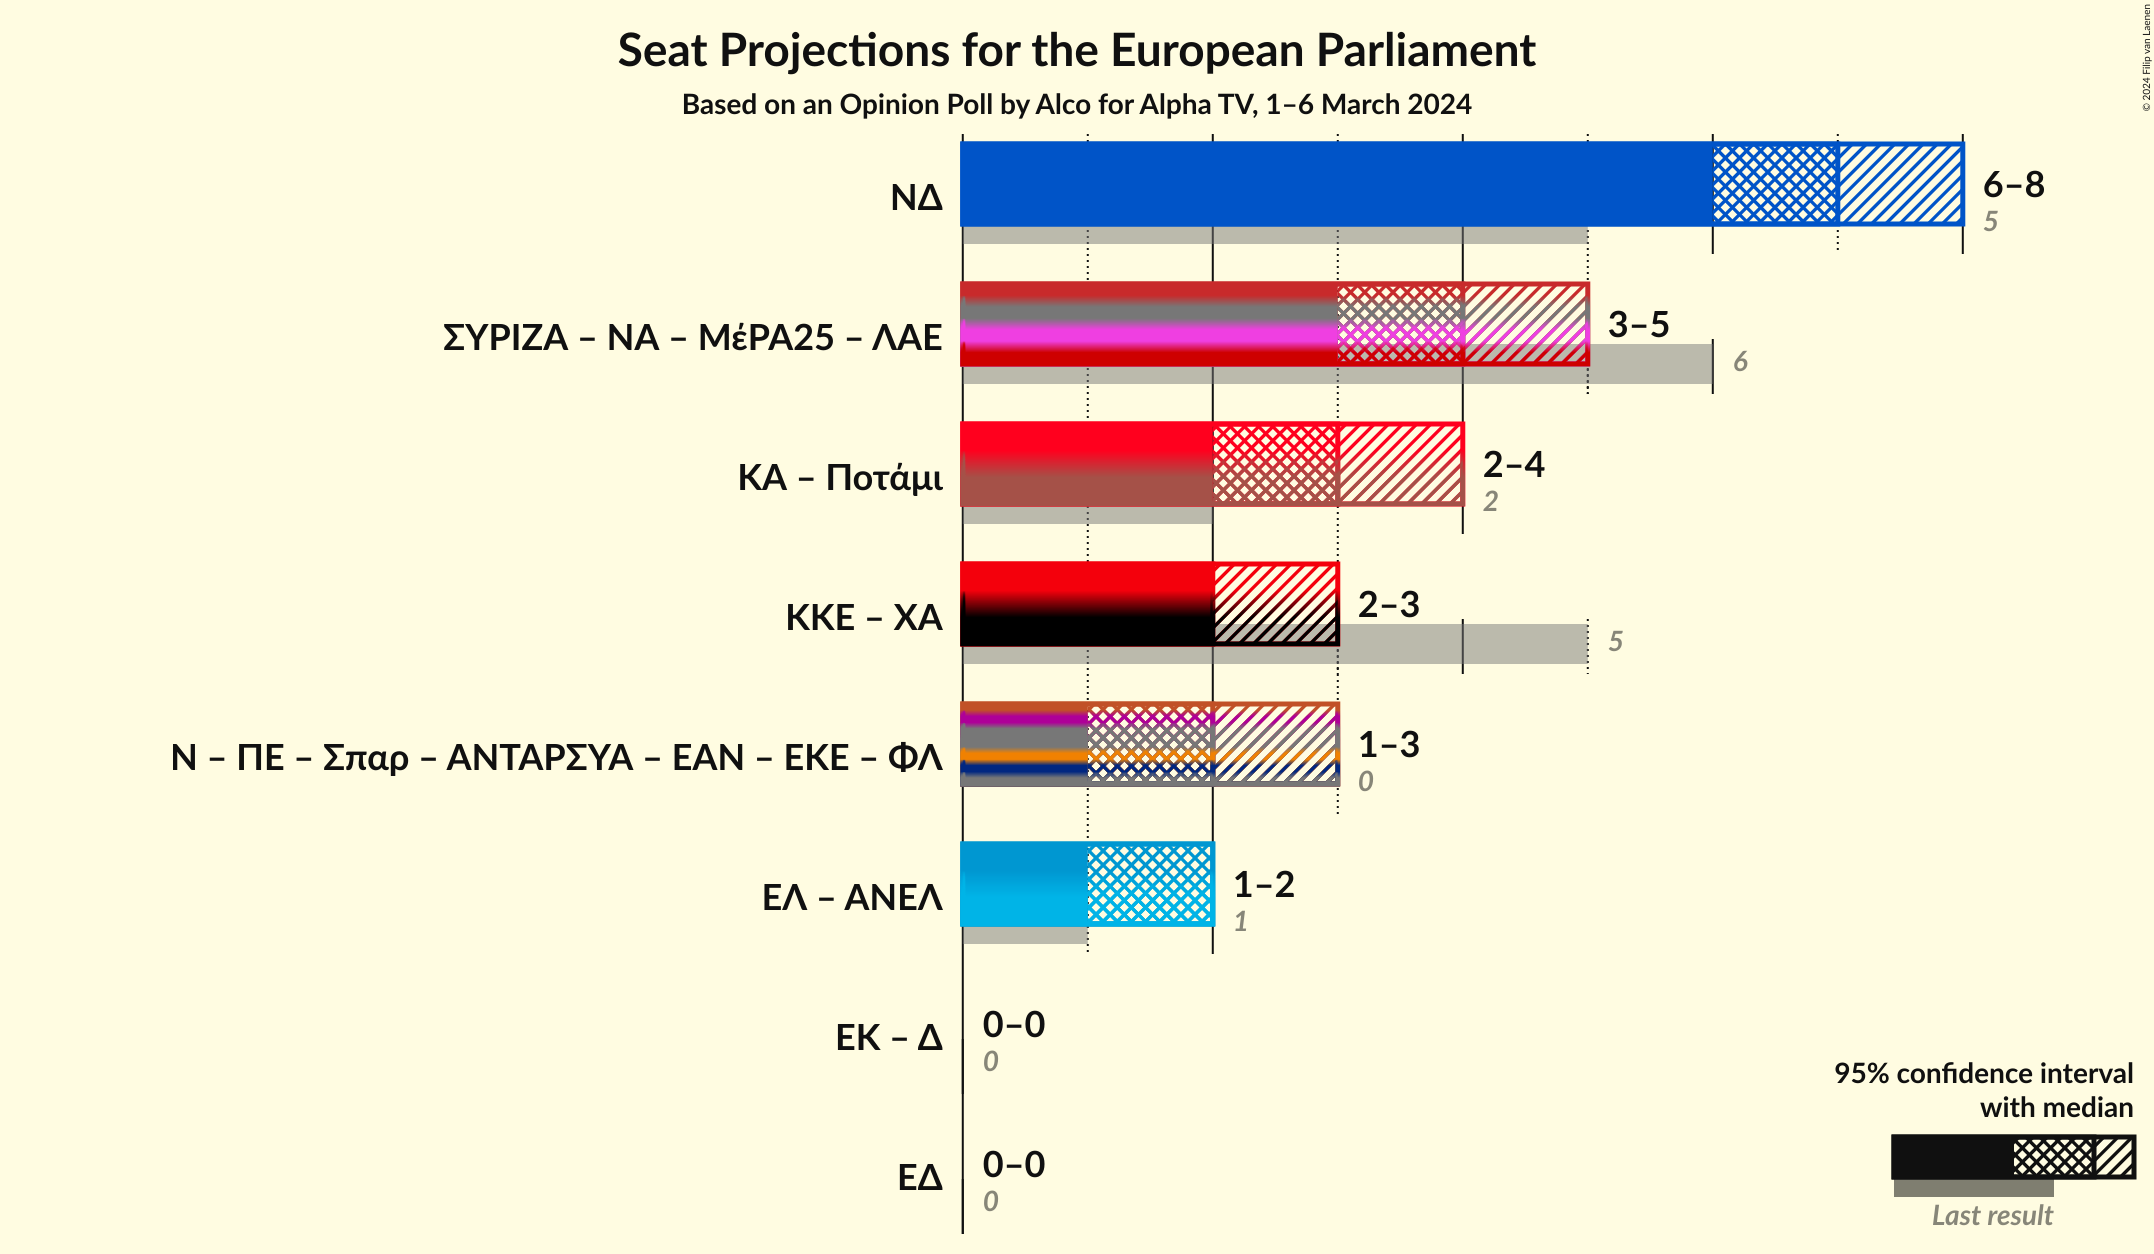 Seat Projections for the European Parliament
Based on an Opinion Poll by Alco for Alpha TV, 1–6 March 2024
© 2024 Filip van Laenen
ΝΔ
6–8
5
ΣΥΡΙΖΑ – ΝΑ – ΜέΡΑ25 – ΛΑΕ
3–5
6
ΚΑ – Ποτάμι
2–4
2
ΚΚΕ – ΧΑ
2–3
5
Ν – ΠΕ – Σπαρ – ΑΝΤΑΡΣΥΑ – ΕΑΝ – ΕΚΕ – ΦΛ
1–3
0
ΕΛ – ΑΝΕΛ
1–2
1
ΕΚ – Δ
0–0
0
ΕΔ
0–0
0
95% confidence interval
with median
Last result